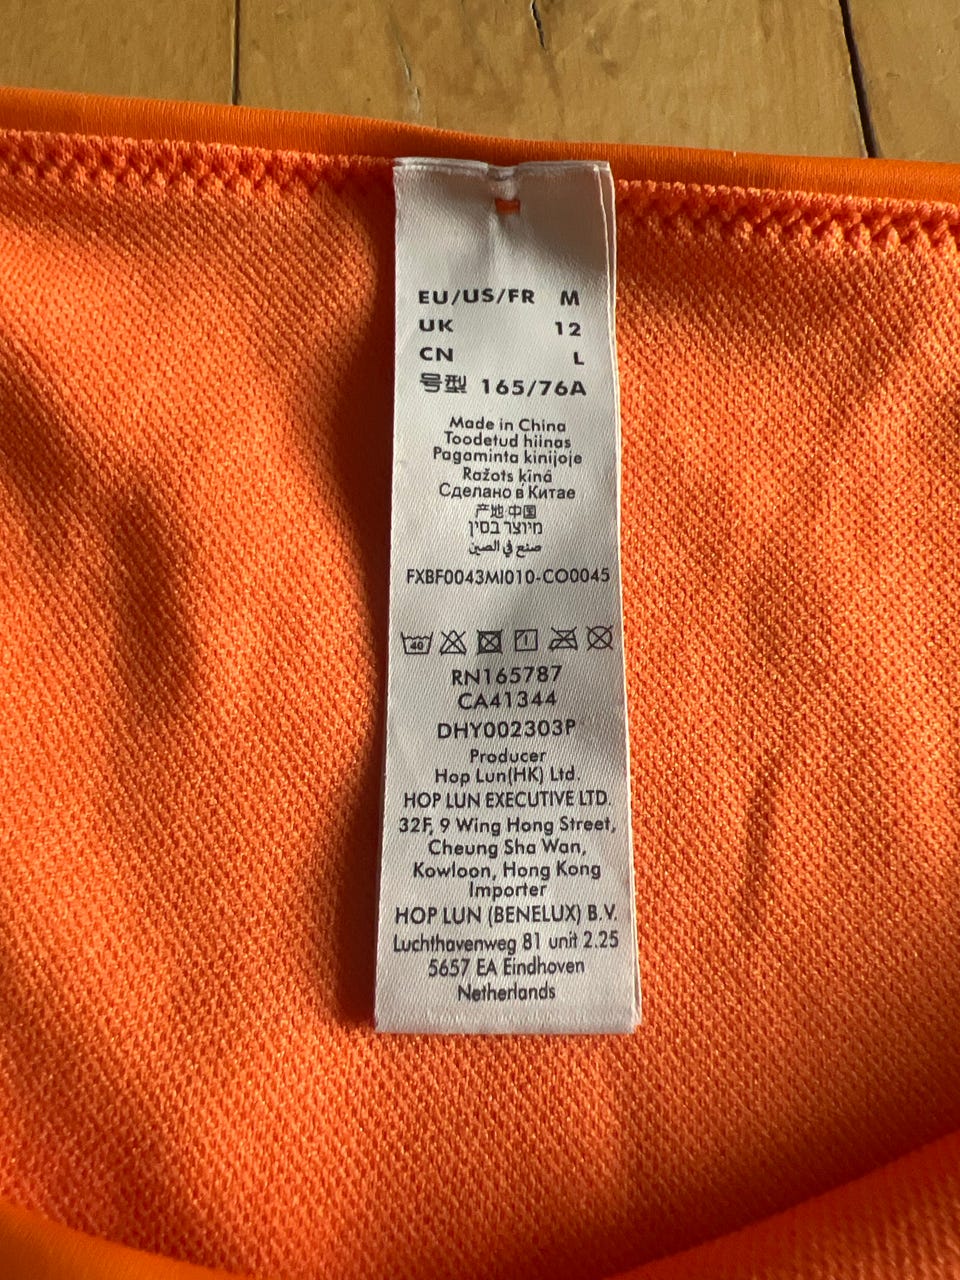 EU/US/FR M
UK 12
CN L
号型 165/76A
Made in China
Toodetud hiinas
Pagaminta kinijoje
Ražots ķīnā
Сделано в Китае
产地 中国
מיוצר בסין
صنع في الصين
FXBF0043MI010-CO0045
40
RN165787
CA41344
DHY002303P
Producer
Hop Lun(HK) Ltd.
HOP LUN EXECUTIVE LTD.
32F, 9 Wing Hong Street,
Cheung Sha Wan,
Kowloon, Hong Kong
Importer
HOP LUN (BENELUX) B.V.
Luchthavenweg 81 unit 2.25
5657 EA Eindhoven
Netherlands